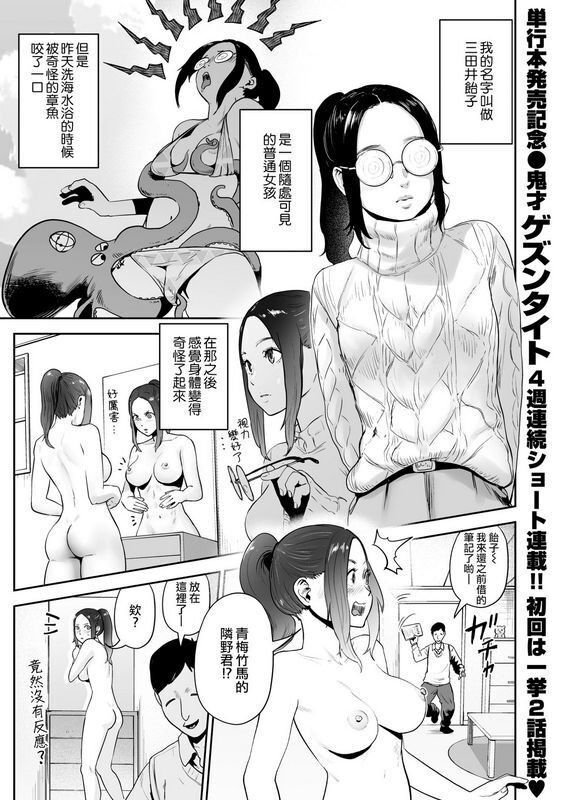 単行本発売記念●鬼才ゲズンタイト4週連続ショート連載!!初回は一挙2話掲載♥
我的名字叫做
三田井飴子
是一個隨處可見
的普通女孩
但是
昨天洗海水浴的時候
被奇怪的章魚
咬了一口
在那之後
感覺身體變得
奇怪了起來
視力
變好了
好厲害…
飴子~
我來還之前借的
筆記了喲ー
ガチャ
青梅竹馬的
隣野君!?
放在
這裡了
欸?
竟然沒有反應?